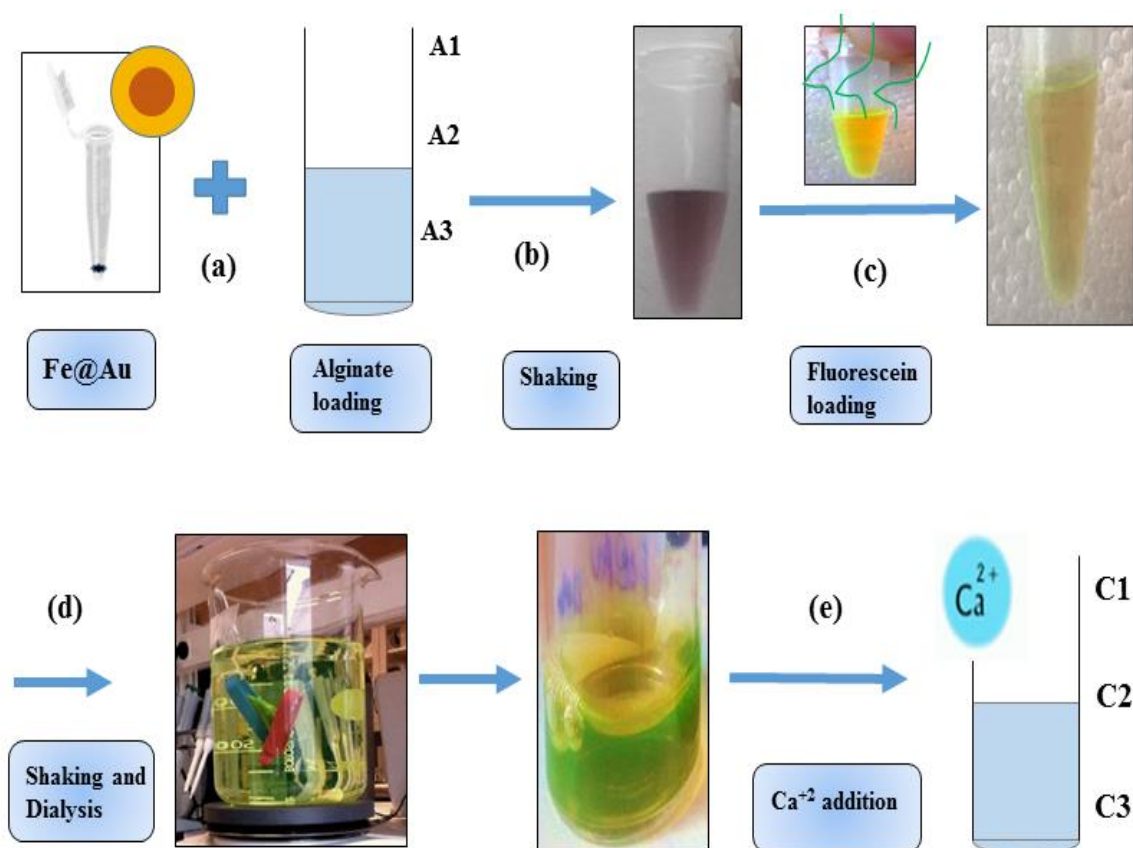 A1
A2
A3
(a)
(b)
(c)
Fe@Au
Alginate
loading
Shaking
Fluorescein
loading
(d)
(e)
Ca2+
C1
C2
C3
Shaking and
Dialysis
Ca+2 addition